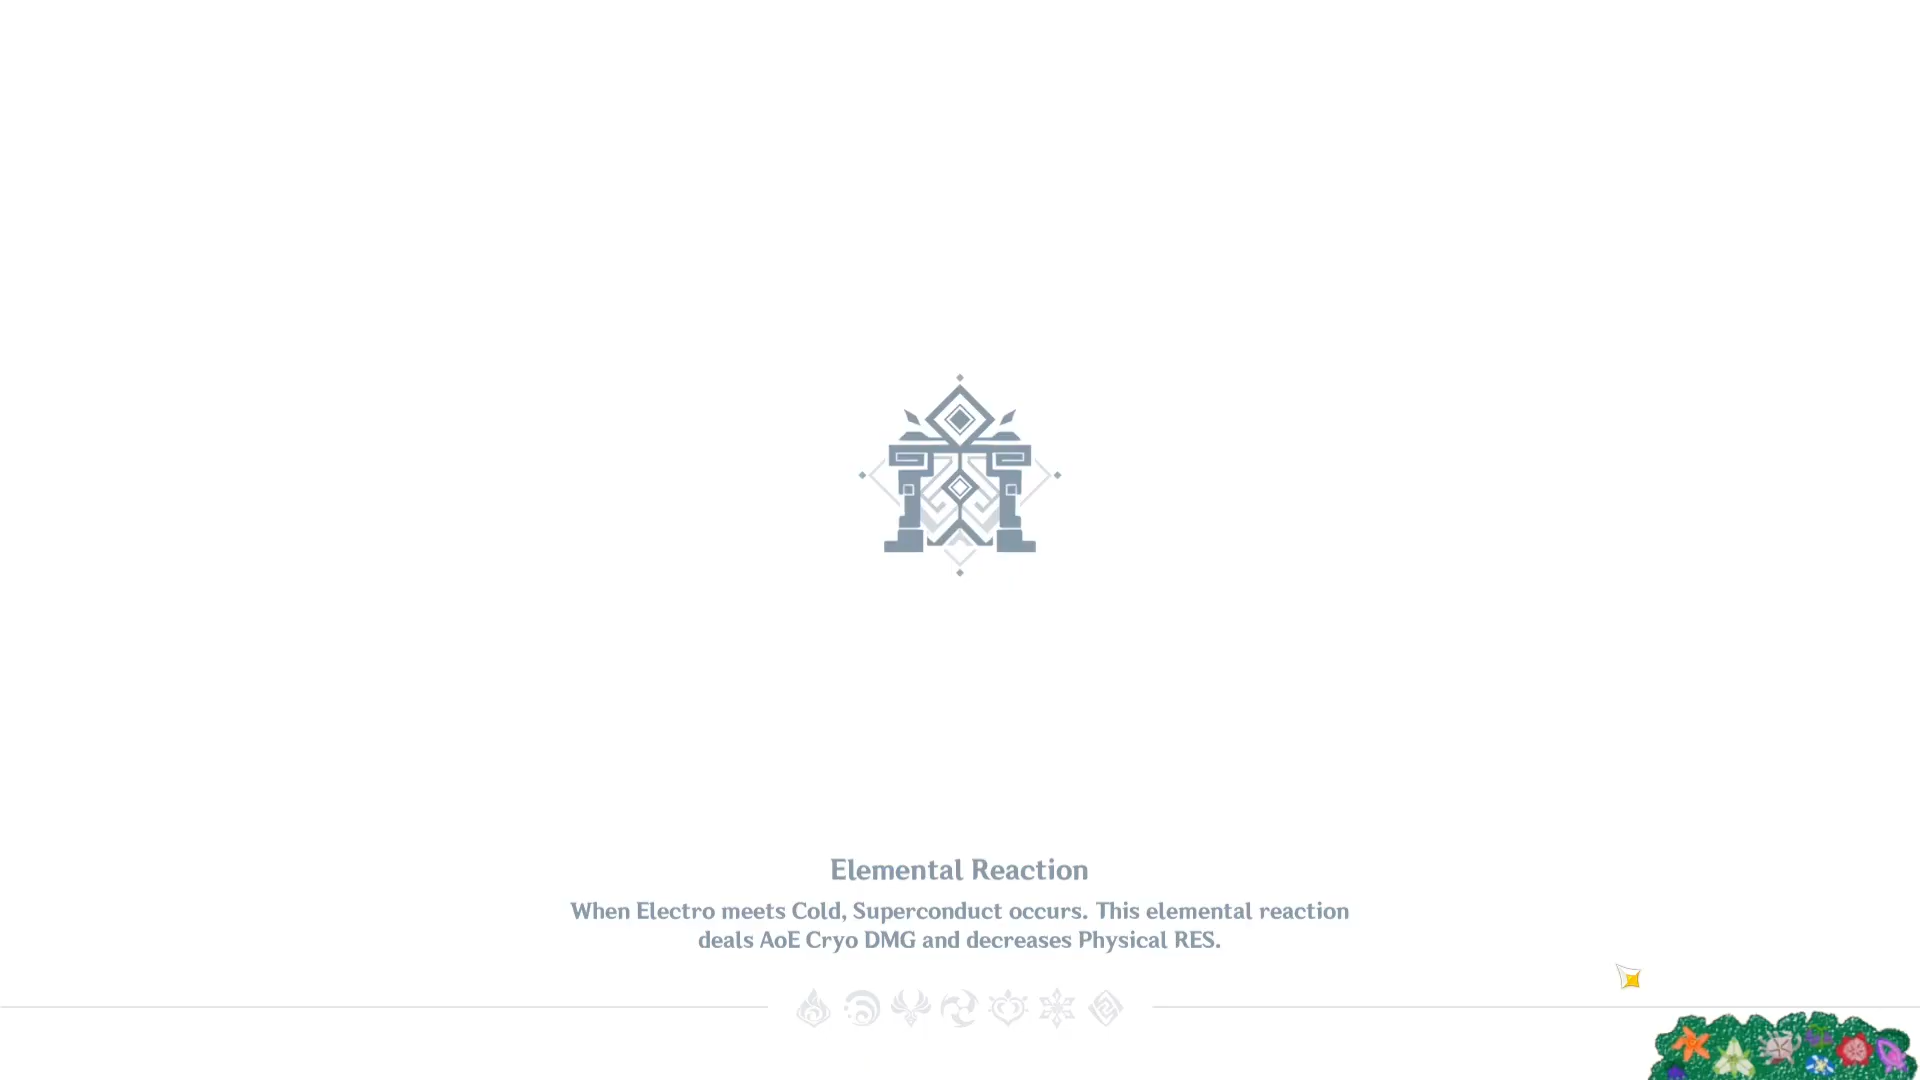 Elemental Reaction
When Electro meets Cold, Superconduct occurs. This elemental reaction
deals AoE Cryo DMG and decreases Physical RES.